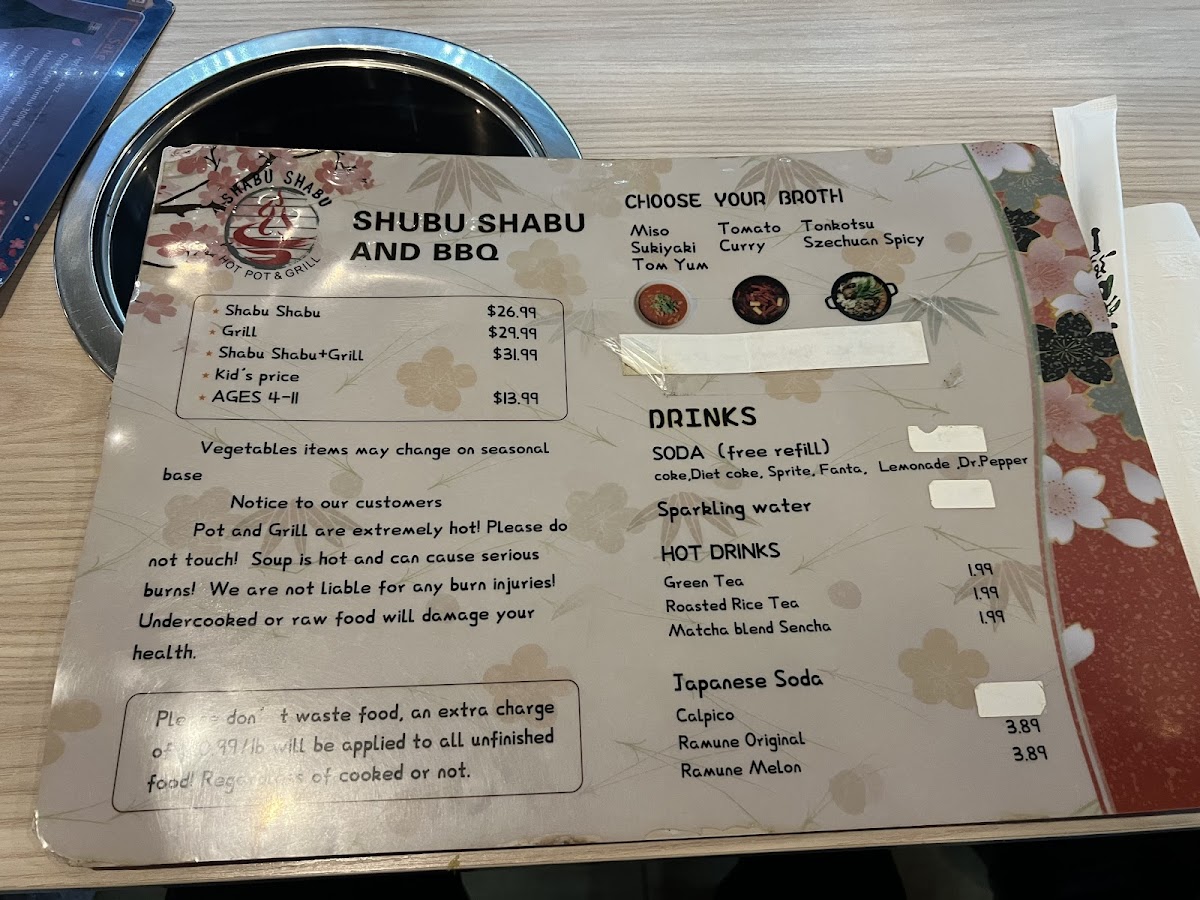 SHABU SHABU
HOT POT & GRILL
SHUBU SHABU
AND BBQ
Shabu Shabu $26.99
Grill $29.99
Shabu Shabu+Grill $31.99
Kid's price
AGES 4-11 $13.99
Vegetables items may change on seasonal
base
Notice to our customers
Pot and Grill are extremely hot! Please do
not touch! Soup is hot and can cause serious
burns! We are not liable for any burn injuries!
Undercooked or raw food will damage your
health.
Please don't waste food, an extra charge
of /lb will be applied to all unfinished
food! Regardless of cooked or not.
CHOOSE YOUR BROTH
Miso Tomato Tonkotsu
Sukiyaki Curry Szechuan Spicy
Tom Yum
DRINKS
SODA (free refill)
coke,Diet coke, Sprite, Fanta, Lemonade ,Dr.Pepper
Sparkling water
HOT DRINKS
Green Tea 1.99
Roasted Rice Tea 1.99
Matcha blend Sencha 1.99
Japanese Soda
Calpico
Ramune Original 3.89
Ramune Melon 3.89
Sake